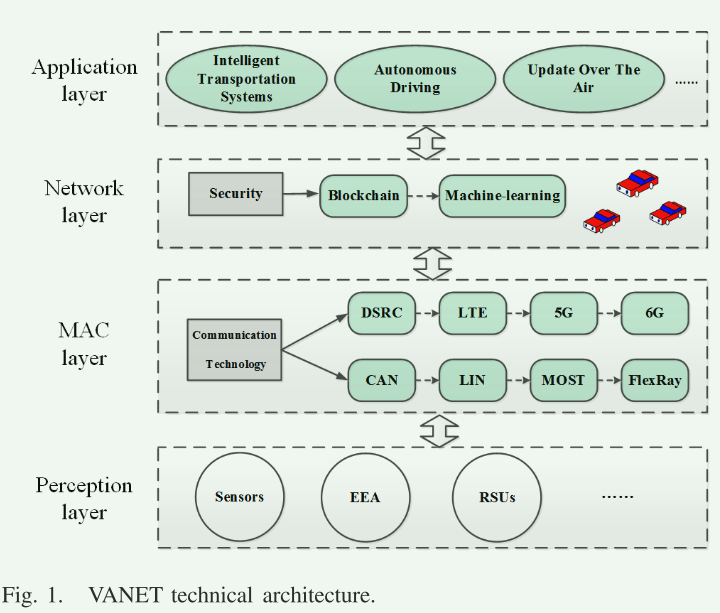 Application
layer
Intelligent
Transportation
Systems
Autonomous
Driving
Update Over The
Air
......
Network
layer
Security
Blockchain
Machine-learning
MAC
layer
Communication
Technology
DSRC
LTE
5G
6G
CAN
LIN
MOST
FlexRay
Perception
layer
Sensors
EEA
RSUs
......
Fig. 1. VANET technical architecture.